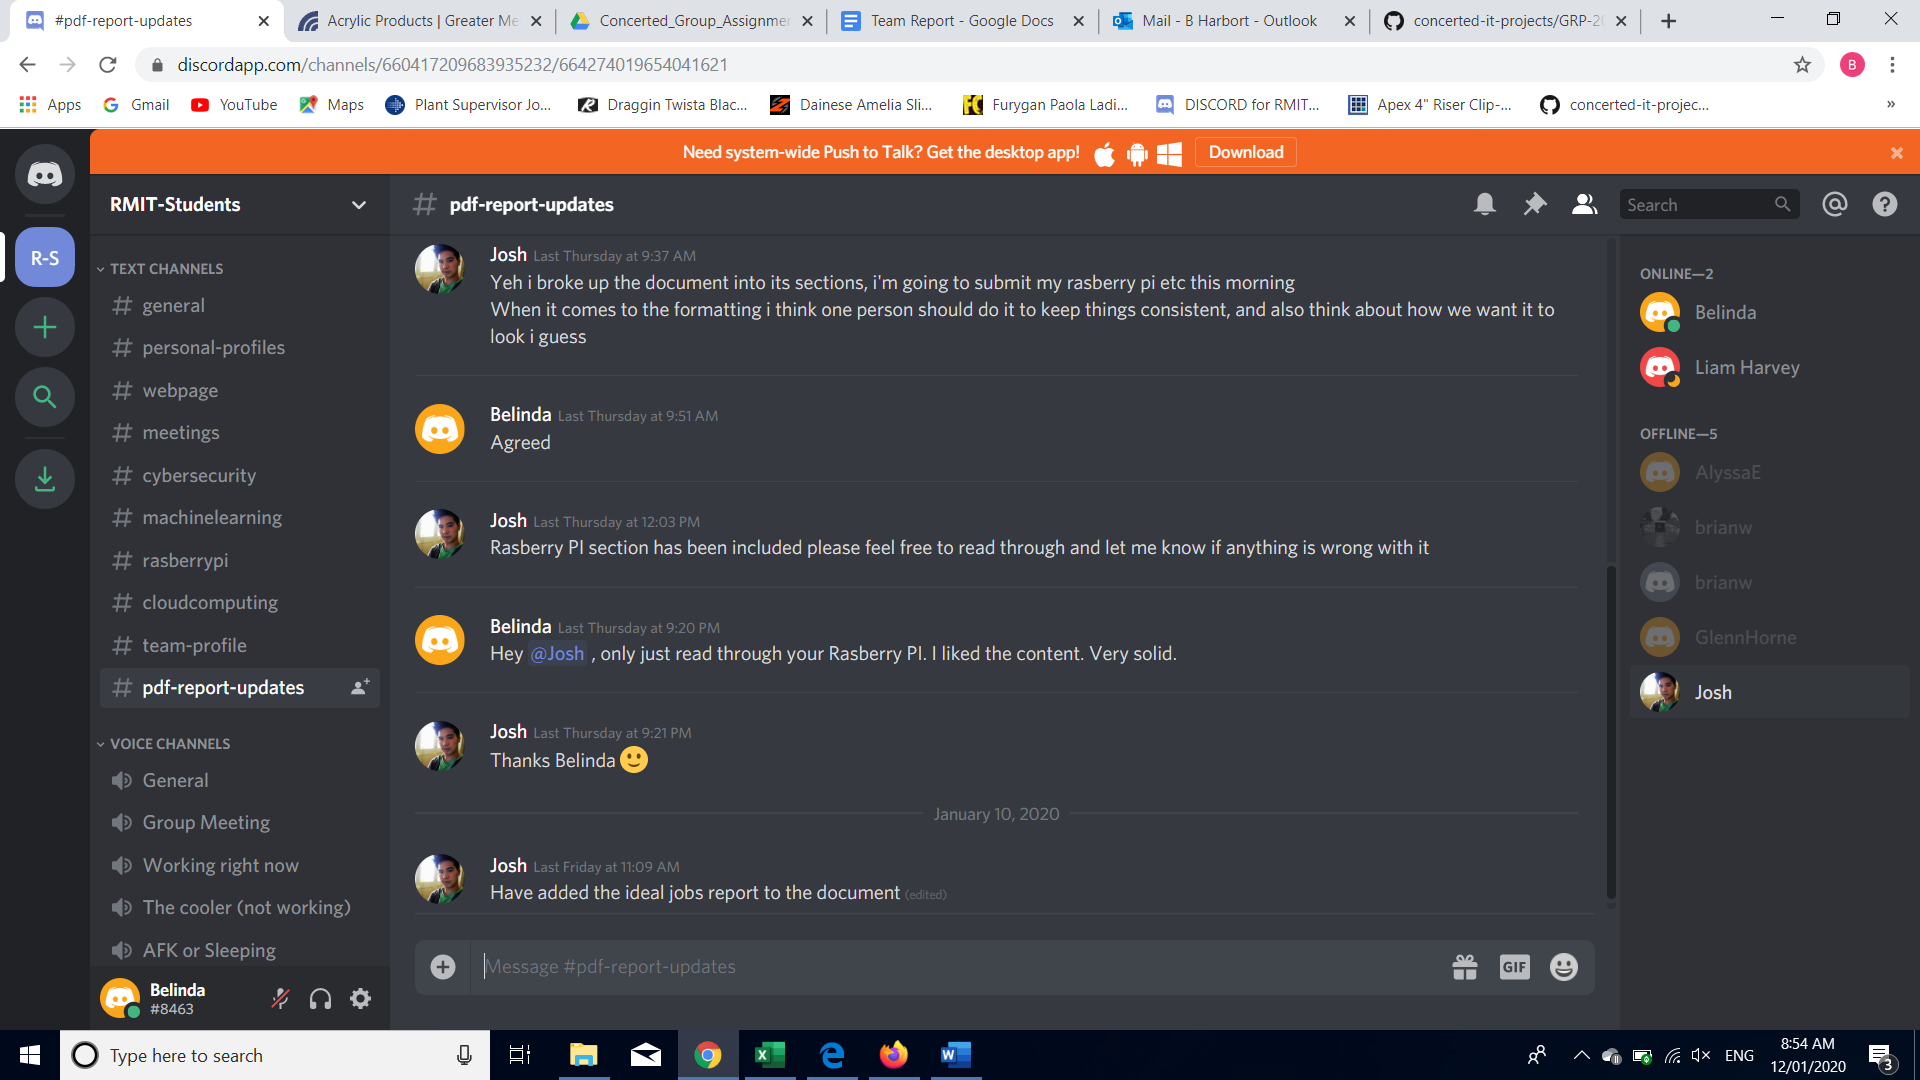 #pdf-report-updates
Acrylic Products | Greater Me
Concerted_Group_Assignme
Team Report - Google Docs
Mail - B Harbort - Outlook
concerted-it-projects/GRP-20
discordapp.com/channels/660417209683935232/664274019654041621
B
Apps
Gmail
YouTube
Maps
Plant Supervisor Jo...
Draggin Twista Blac...
Dainese Amelia Sli...
Furygan Paola Ladi...
DISCORD for RMIT...
Apex 4" Riser Clip-...
concerted-it-projec...
»
Need system-wide Push to Talk? Get the desktop app!
Download
RMIT-Students
# pdf-report-updates
Search
R-S
TEXT CHANNELS
# general
# personal-profiles
# webpage
# meetings
# cybersecurity
# machinelearning
# rasberrypi
# cloudcomputing
# team-profile
# pdf-report-updates
VOICE CHANNELS
General
Group Meeting
Working right now
The cooler (not working)
AFK or Sleeping
Belinda
#8463
Josh Last Thursday at 9:37 AM
Yeh i broke up the document into its sections, i'm going to submit my rasberry pi etc this morning
When it comes to the formatting i think one person should do it to keep things consistent, and also think about how we want it to
look i guess
Belinda Last Thursday at 9:51 AM
Agreed
Josh Last Thursday at 12:03 PM
Rasberry PI section has been included please feel free to read through and let me know if anything is wrong with it
Belinda Last Thursday at 9:20 PM
Hey @Josh , only just read through your Rasberry PI. I liked the content. Very solid.
Josh Last Thursday at 9:21 PM
Thanks Belinda 🙂
January 10, 2020
Josh Last Friday at 11:09 AM
Have added the ideal jobs report to the document (edited)
Message #pdf-report-updates
GIF
ONLINE—2
Belinda
Liam Harvey
OFFLINE—5
AlyssaE
brianw
brianw
GlennHorne
Josh
Type here to search
ENG
8:54 AM
12/01/2020
3